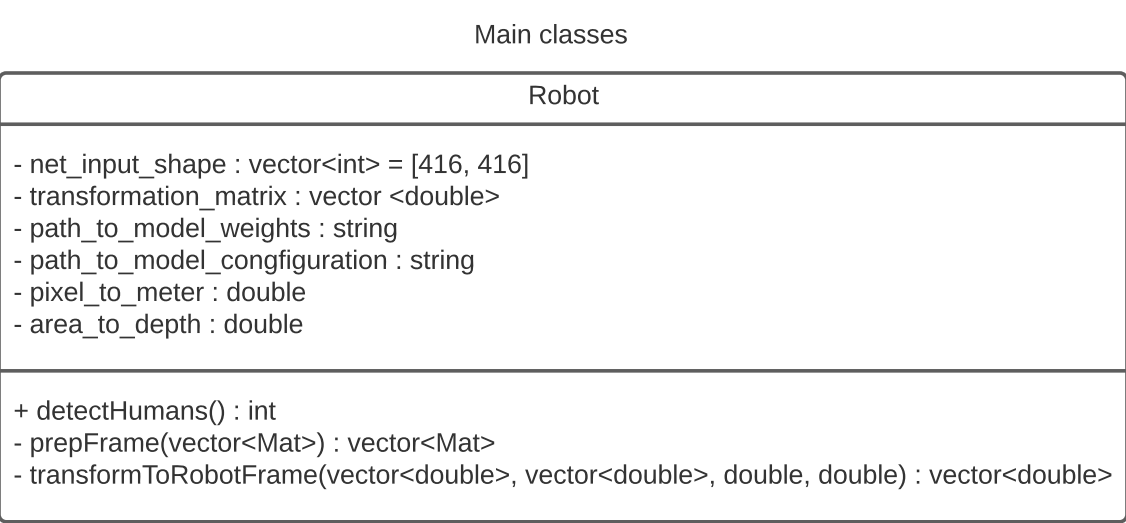 Main classes
Robot
- net_input_shape : vector<int> = [416, 416]
- transformation_matrix : vector <double>
- path_to_model_weights : string
- path_to_model_congfiguration : string
- pixel_to_meter : double
- area_to_depth : double
+ detectHumans() : int
- prepFrame(vector<Mat>) : vector<Mat>
- transformToRobotFrame(vector<double>, vector<double>, double, double) : vector<double>